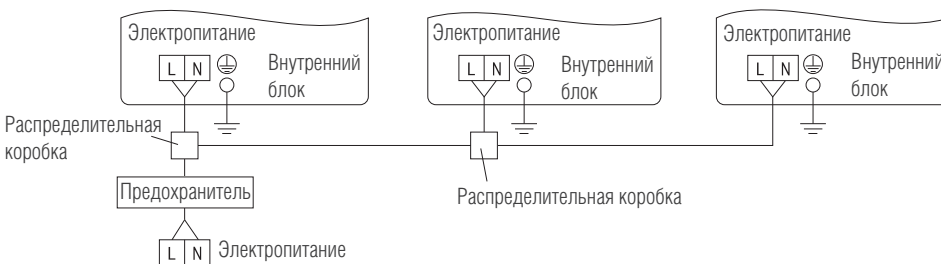 Электропитание
L N
Внутренний
блок
Электропитание
L N
Внутренний
блок
Электропитание
L N
Внутренний
блок
Распределительная
коробка
Распределительная коробка
Предохранитель
L N Электропитание